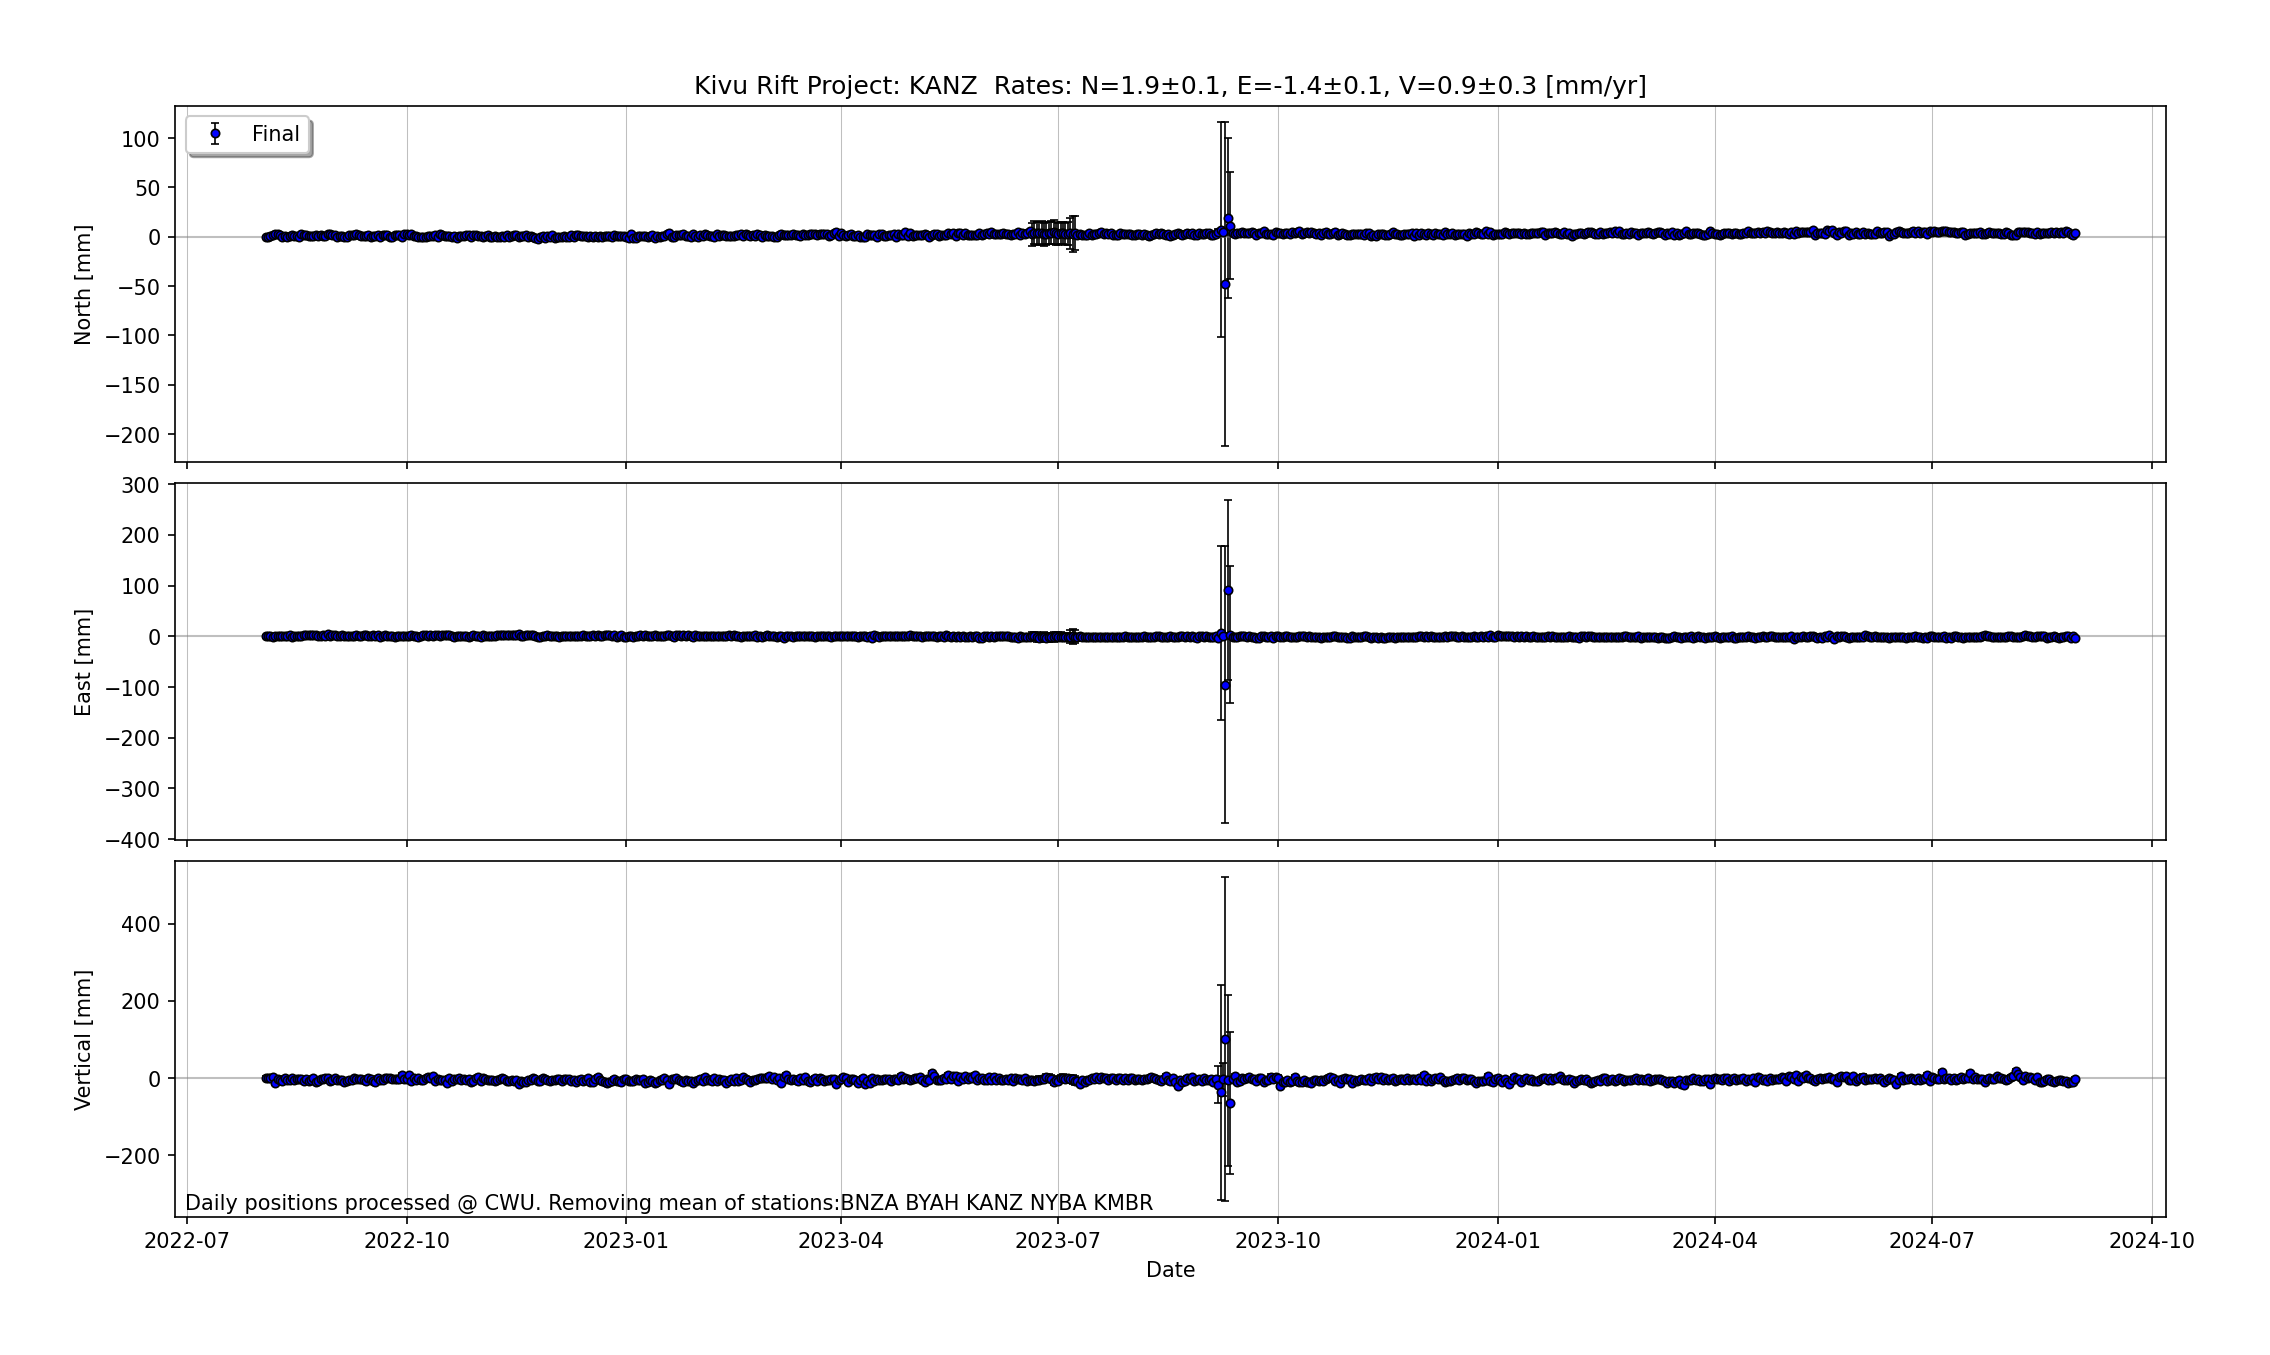 Kivu Rift Project: KANZ  Rates: N=1.9±0.1, E=-1.4±0.1, V=0.9±0.3 [mm/yr]
Final
North [mm]
100
50
0
−50
−100
−150
−200
East [mm]
300
200
100
0
−100
−200
−300
−400
Vertical [mm]
400
200
0
−200
Daily positions processed @ CWU. Removing mean of stations:BNZA BYAH KANZ NYBA KMBR
2022-07 2022-10 2023-01 2023-04 2023-07 2023-10 2024-01 2024-04 2024-07 2024-10
Date